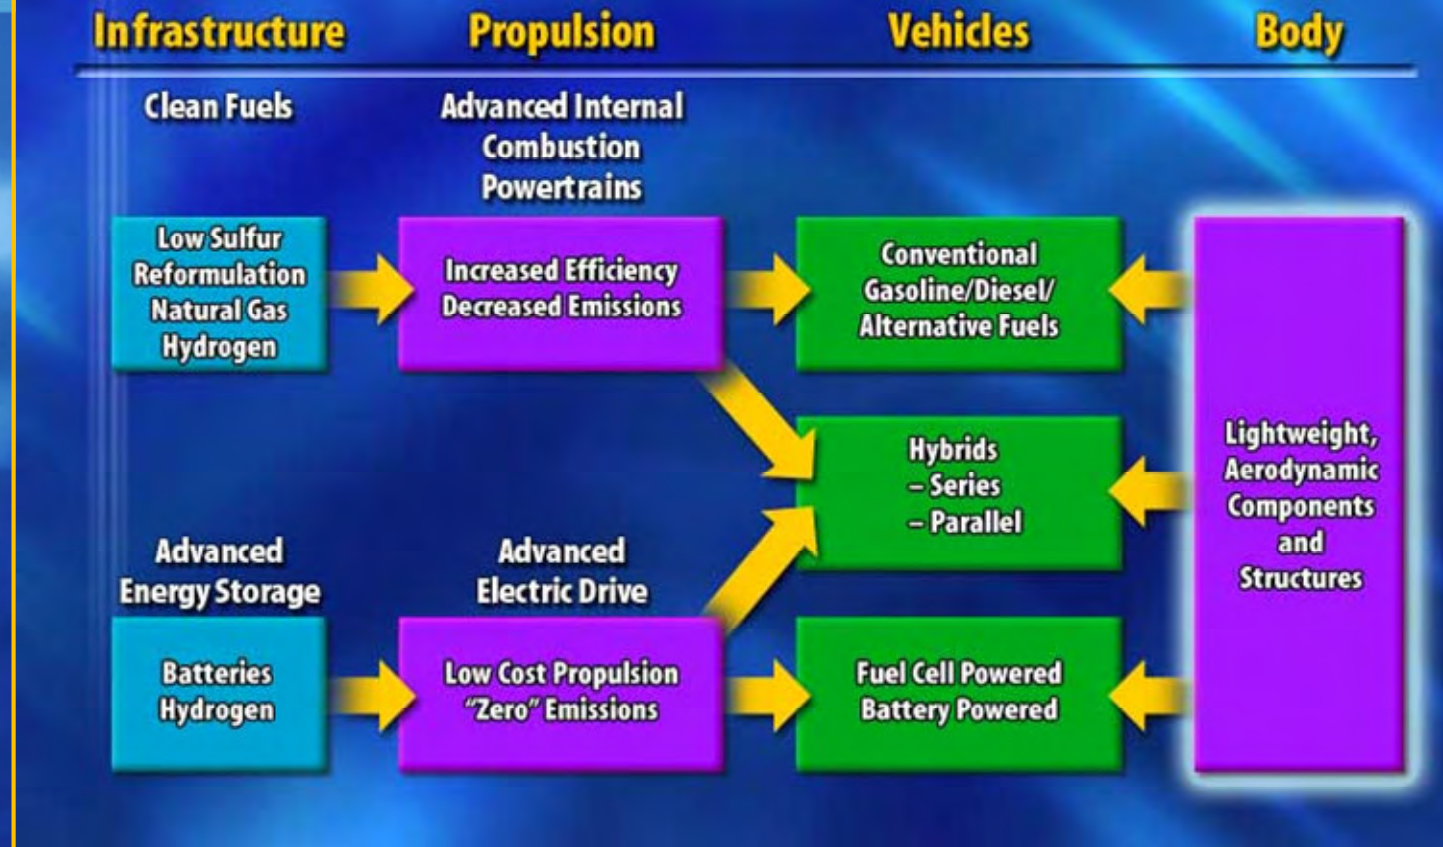 Infrastructure
Propulsion
Vehicles
Body
Clean Fuels
Advanced Internal
Combustion
Powertrains
Low Sulfur
Reformulation
Natural Gas
Hydrogen
Increased Efficiency
Decreased Emissions
Conventional
Gasoline/Diesel/
Alternative Fuels
Hybrids
– Series
– Parallel
Lightweight,
Aerodynamic
Components
and
Structures
Advanced
Energy Storage
Advanced
Electric Drive
Batteries
Hydrogen
Low Cost Propulsion
“Zero” Emissions
Fuel Cell Powered
Battery Powered